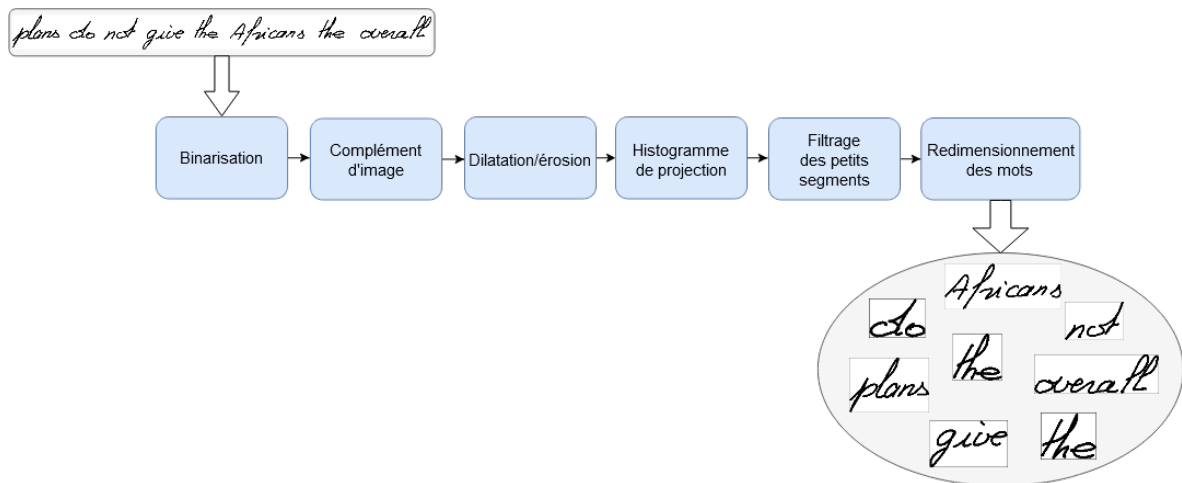 plans do not give the Africans the overall
Binarisation
Complément
d'image
Dilatation/érosion
Histogramme
de projection
Filtrage
des petits
segments
Redimensionnement
des mots
Africans
do
not
the
plans
overall
give
the